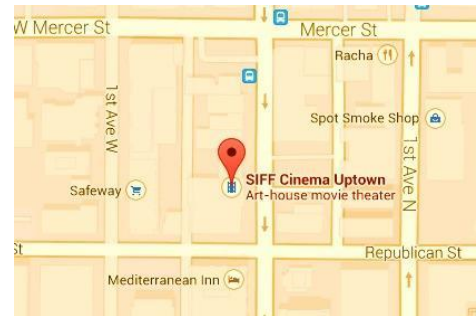 W Mercer St
Mercer St
Racha
1st Ave W
Spot Smoke Shop
1st Ave N
SIFF Cinema Uptown
Art-house movie theater
Safeway
St
Republican St
Mediterranean Inn